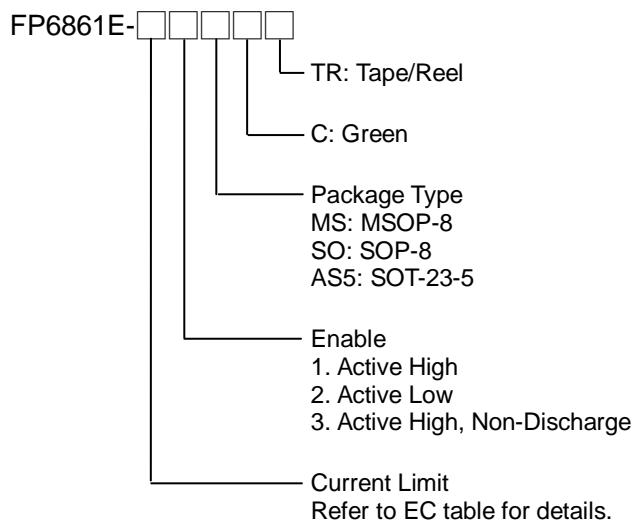 FP6861E-
TR: Tape/Reel
C: Green
Package Type
MS: MSOP-8
SO: SOP-8
AS5: SOT-23-5
Enable
1. Active High
2. Active Low
3. Active High, Non-Discharge
Current Limit
Refer to EC table for details.